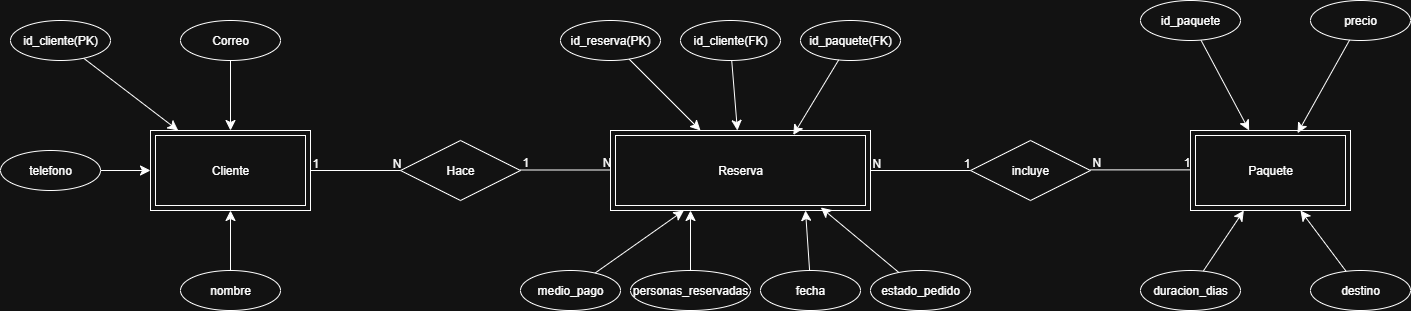 id_cliente(PK)
Correo
id_reserva(PK)
id_cliente(FK)
id_paquete(FK)
id_paquete
precio
telefono
Cliente
1
N
Hace
1
N
Reserva
N
1
incluye
N
1
Paquete
nombre
medio_pago
personas_reservadas
fecha
estado_pedido
duracion_dias
destino